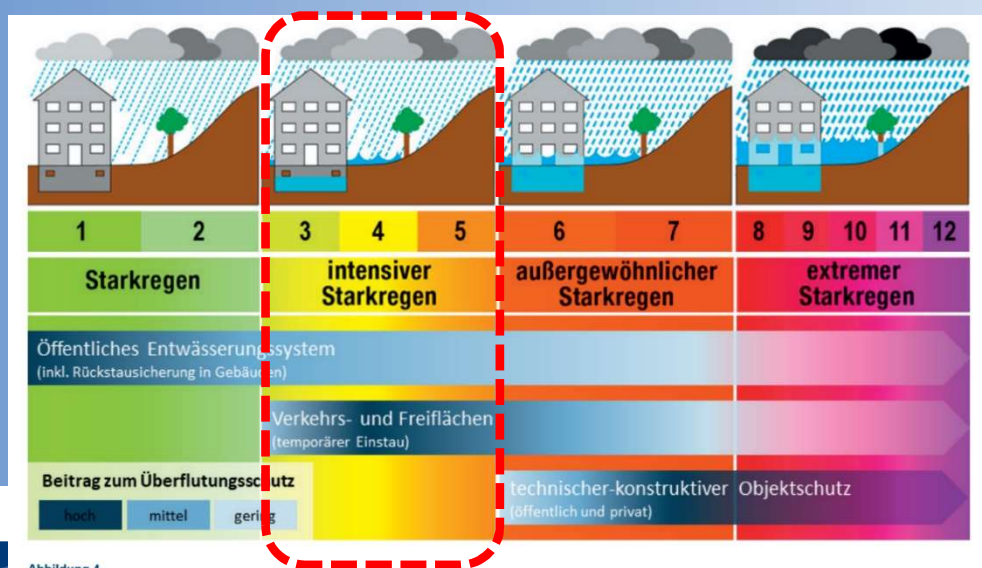 1 2 3 4 5 6 7 8 9 10 11 12
Starkregen
intensiver
Starkregen
außergewöhnlicher
Starkregen
extremer
Starkregen
Öffentliches Entwässerungssystem
(inkl. Rückstausicherung in Gebäuden)
Verkehrs- und Freiflächen
(temporärer Einstau)
Beitrag zum Überflutungsschutz
hoch mittel gering
technischer-konstruktiver Objektschutz
(öffentlich und privat)
Abbildung 4